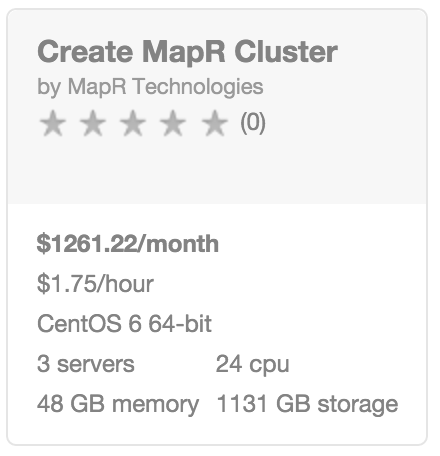 Create MapR Cluster
by MapR Technologies
(0)
$1261.22/month
$1.75/hour
CentOS 6 64-bit
3 servers 24 cpu
48 GB memory 1131 GB storage